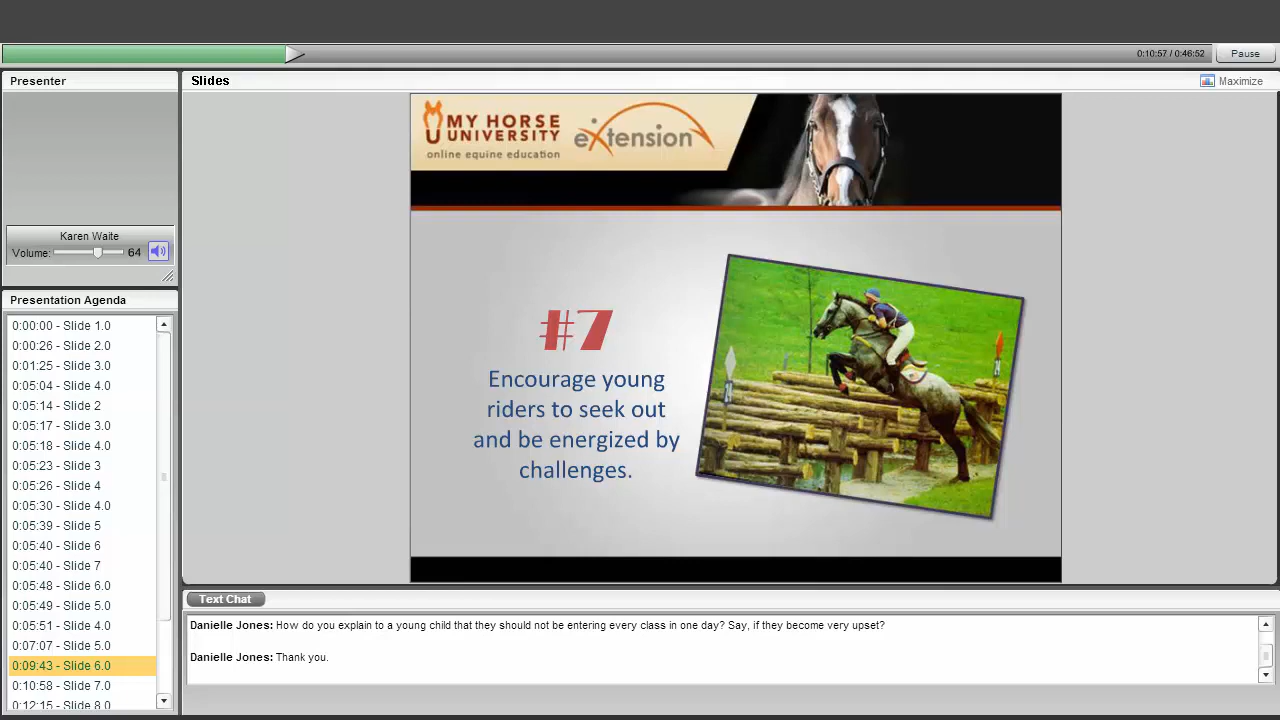 0:10:57 / 0:46:52
Pause
Presenter
Karen Waite
Volume: 64
Presentation Agenda
0:00:00 - Slide 1.0
0:00:26 - Slide 2.0
0:01:25 - Slide 3.0
0:05:04 - Slide 4.0
0:05:14 - Slide 2
0:05:17 - Slide 3.0
0:05:18 - Slide 4.0
0:05:23 - Slide 3
0:05:26 - Slide 4
0:05:30 - Slide 4.0
0:05:39 - Slide 5
0:05:40 - Slide 6
0:05:40 - Slide 7
0:05:48 - Slide 6.0
0:05:49 - Slide 5.0
0:05:51 - Slide 4.0
0:07:07 - Slide 5.0
0:09:43 - Slide 6.0
0:10:58 - Slide 7.0
0:12:15 - Slide 8.0
Slides
Maximize
MY HORSE
UNIVERSITY
online equine education
eXtension
#7
Encourage young
riders to seek out
and be energized by
challenges.
Text Chat
Danielle Jones: How do you explain to a young child that they should not be entering every class in one day? Say, if they become very upset?
Danielle Jones: Thank you.